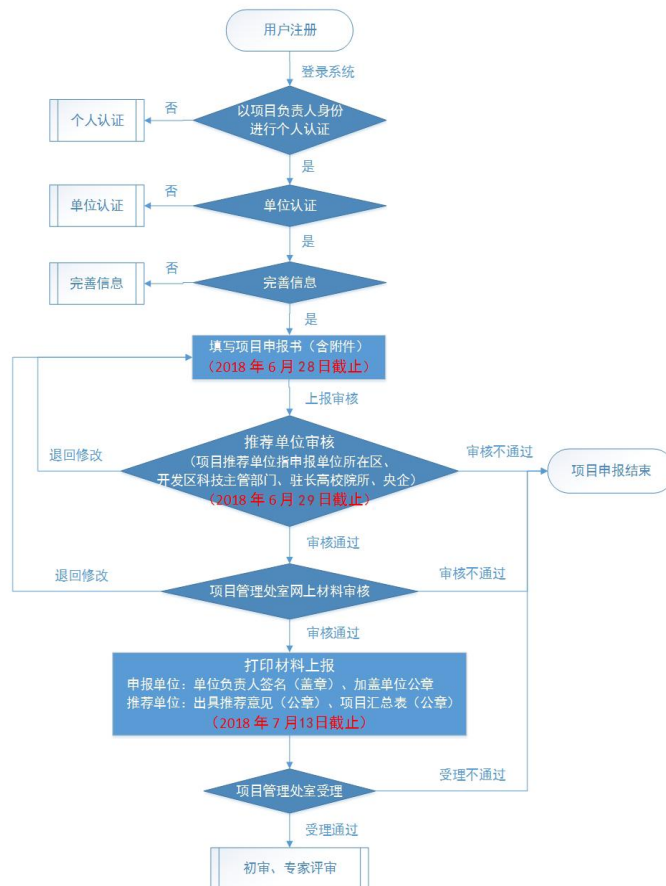 用户注册
登录系统
以项目负责人身份
进行个人认证
否
个人认证
是
单位认证
否
单位认证
是
完善信息
否
完善信息
是
填写项目申报书（含附件）
（2018年6月28日截止）
上报审核
推荐单位审核
（项目推荐单位指申报单位所在区、
开发区科技主管部门、驻长高校院所、央企）
（2018年6月29日截止）
退回修改
审核不通过
项目申报结束
审核通过
项目管理处室网上材料审核
退回修改
审核不通过
审核通过
打印材料上报
申报单位：单位负责人签名（盖章）、加盖单位公章
推荐单位：出具推荐意见（公章）、项目汇总表（公章）
（2018年7月13日截止）
项目管理处室受理
受理不通过
受理通过
初审、专家评审